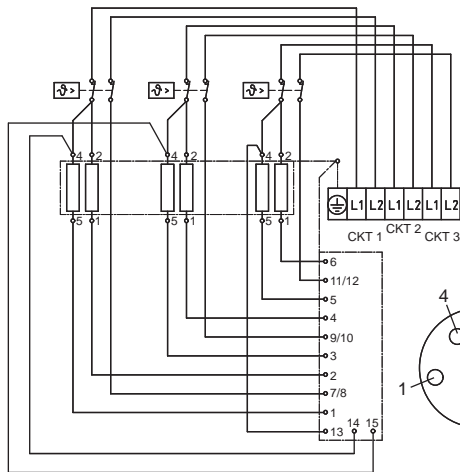 ϑ> ϑ> ϑ>
4 2 4 2 4 2
5 1 5 1 5 1
L1 L2 L1 L2 L1 L2
CKT 1 CKT 2 CKT 3
6
11/12
5
4
9/10
3
2
7/8
1
13 14 15
4
1